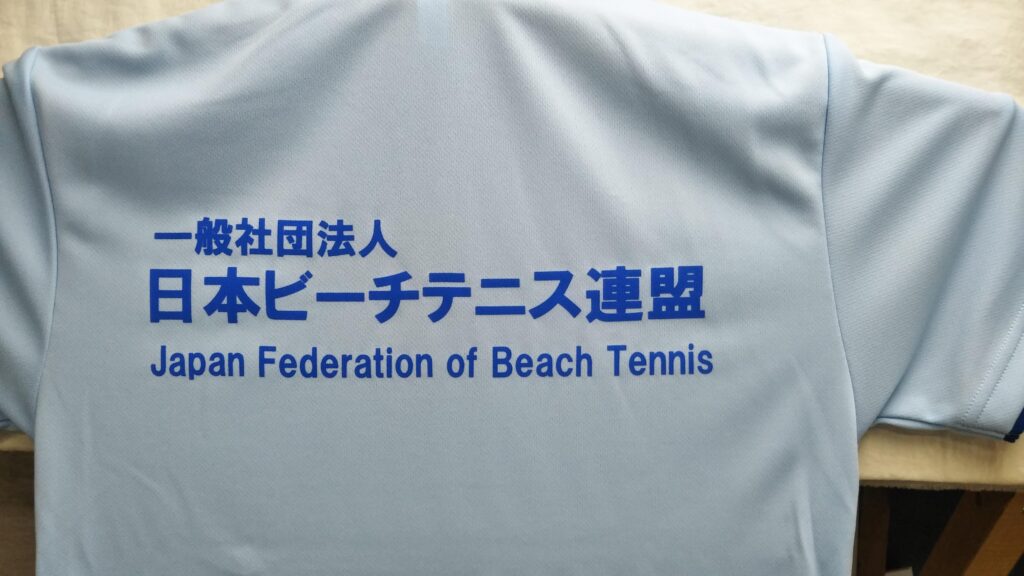 一般社団法人
日本ビーチテニス連盟
Japan Federation of Beach Tennis